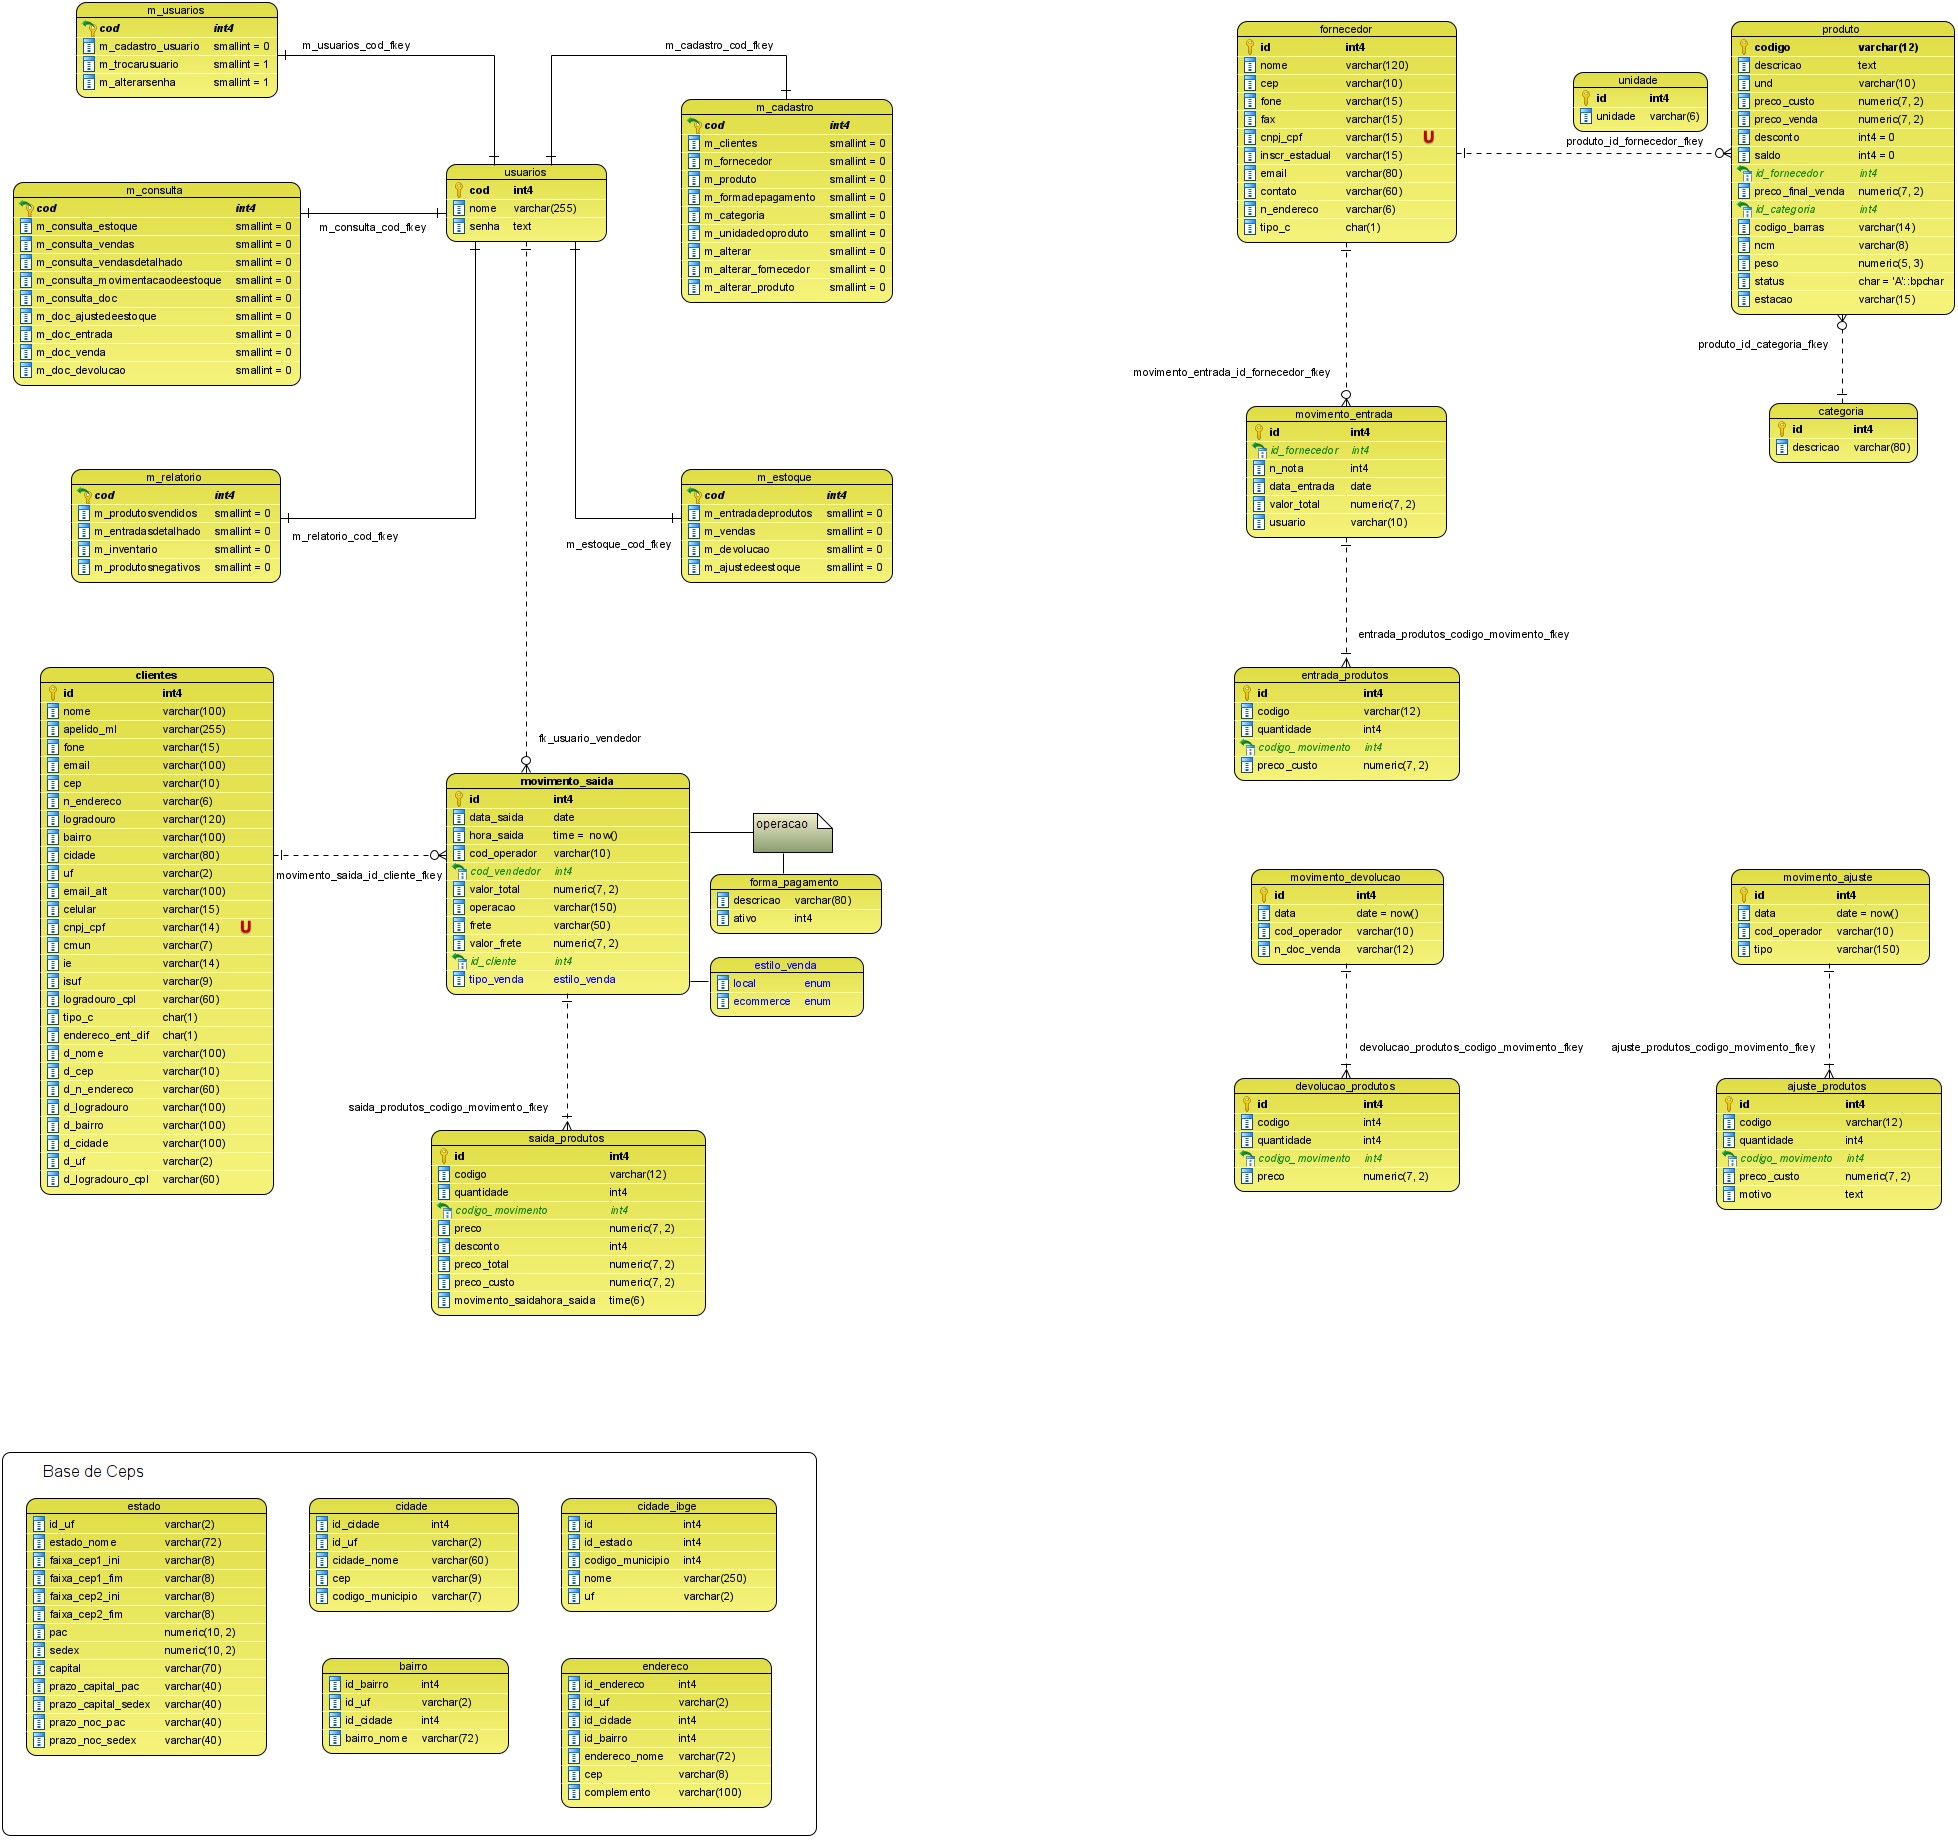 m_usuarios
cod int4
m_cadastro_usuario smallint = 0
m_trocarusuario smallint = 1
m_alterarsenha smallint = 1
m_usuarios_cod_fkey
m_cadastro_cod_fkey
m_cadastro
cod int4
m_clientes smallint = 0
m_fornecedor smallint = 0
m_produto smallint = 0
m_formadepagamento smallint = 0
m_categoria smallint = 0
m_unidadedoproduto smallint = 0
m_alterar smallint = 0
m_alterar_fornecedor smallint = 0
m_alterar_produto smallint = 0
usuarios
cod int4
nome varchar(255)
senha text
m_consulta
cod int4
m_consulta_estoque smallint = 0
m_consulta_vendas smallint = 0
m_consulta_vendasdetalhado smallint = 0
m_consulta_movimentacaodeestoque smallint = 0
m_consulta_doc smallint = 0
m_doc_ajustedeestoque smallint = 0
m_doc_entrada smallint = 0
m_doc_venda smallint = 0
m_doc_devolucao smallint = 0
m_consulta_cod_fkey
m_relatorio
cod int4
m_produtosvendidos smallint = 0
m_entradasdetalhado smallint = 0
m_inventario smallint = 0
m_produtosnegativos smallint = 0
m_relatorio_cod_fkey
m_estoque_cod_fkey
m_estoque
cod int4
m_entradadeprodutos smallint = 0
m_vendas smallint = 0
m_devolucao smallint = 0
m_ajustedeestoque smallint = 0
fornecedor
id int4
nome varchar(120)
cep varchar(10)
fone varchar(15)
fax varchar(15)
cnpj_cpf varchar(15) U
inscr_estadual varchar(15)
email varchar(80)
contato varchar(60)
n_endereco varchar(6)
tipo_c char(1)
unidade
id int4
unidade varchar(6)
produto_id_fornecedor_fkey
produto
codigo varchar(12)
descricao text
und varchar(10)
preco_custo numeric(7, 2)
preco_venda numeric(7, 2)
desconto int4 = 0
saldo int4 = 0
id_fornecedor int4
preco_final_venda numeric(7, 2)
id_categoria int4
codigo_barras varchar(14)
ncm varchar(8)
peso numeric(5, 3)
status char = 'A'::bpchar
estacao varchar(15)
produto_id_categoria_fkey
categoria
id int4
descricao varchar(80)
movimento_entrada_id_fornecedor_fkey
movimento_entrada
id int4
id_fornecedor int4
n_nota int4
data_entrada date
valor_total numeric(7, 2)
usuario varchar(10)
entrada_produtos_codigo_movimento_fkey
entrada_produtos
id int4
codigo varchar(12)
quantidade int4
codigo_movimento int4
preco_custo numeric(7, 2)
clientes
id int4
nome varchar(100)
apelido_ml varchar(255)
fone varchar(15)
email varchar(100)
cep varchar(10)
n_endereco varchar(6)
logradouro varchar(120)
bairro varchar(100)
cidade varchar(80)
uf varchar(2)
email_alt varchar(100)
celular varchar(15)
cnpj_cpf varchar(14) U
cmun varchar(7)
ie varchar(14)
isuf varchar(9)
logradouro_cpl varchar(60)
tipo_c char(1)
endereco_ent_dif char(1)
d_nome varchar(100)
d_cep varchar(10)
d_n_endereco varchar(60)
d_logradouro varchar(100)
d_bairro varchar(100)
d_cidade varchar(100)
d_uf varchar(2)
d_logradouro_cpl varchar(60)
movimento_saida_id_cliente_fkey
fk_usuario_vendedor
movimento_saida
id int4
data_saida date
hora_saida time = now()
cod_operador varchar(10)
cod_vendedor int4
valor_total numeric(7, 2)
operacao varchar(150)
frete varchar(50)
valor_frete numeric(7, 2)
id_cliente int4
tipo_venda estilo_venda
operacao
forma_pagamento
descricao varchar(80)
ativo int4
estilo_venda
local enum
ecommerce enum
saida_produtos_codigo_movimento_fkey
saida_produtos
id int4
codigo varchar(12)
quantidade int4
codigo_movimento int4
preco numeric(7, 2)
desconto int4
preco_total numeric(7, 2)
preco_custo numeric(7, 2)
movimento_saidahora_saida time(6)
movimento_devolucao
id int4
data date = now()
cod_operador varchar(10)
n_doc_venda varchar(12)
devolucao_produtos_codigo_movimento_fkey
devolucao_produtos
id int4
codigo int4
quantidade int4
codigo_movimento int4
preco numeric(7, 2)
movimento_ajuste
id int4
data date = now()
cod_operador varchar(10)
tipo varchar(150)
ajuste_produtos_codigo_movimento_fkey
ajuste_produtos
id int4
codigo varchar(12)
quantidade int4
codigo_movimento int4
preco_custo numeric(7, 2)
motivo text
Base de Ceps
estado
id_uf varchar(2)
estado_nome varchar(72)
faixa_cep1_ini varchar(8)
faixa_cep1_fim varchar(8)
faixa_cep2_ini varchar(8)
faixa_cep2_fim varchar(8)
pac numeric(10, 2)
sedex numeric(10, 2)
capital varchar(70)
prazo_capital_pac varchar(40)
prazo_capital_sedex varchar(40)
prazo_noc_pac varchar(40)
prazo_noc_sedex varchar(40)
cidade
id_cidade int4
id_uf varchar(2)
cidade_nome varchar(60)
cep varchar(9)
codigo_municipio varchar(7)
cidade_ibge
id int4
id_estado int4
codigo_municipio int4
nome varchar(250)
uf varchar(2)
bairro
id_bairro int4
id_uf varchar(2)
id_cidade int4
bairro_nome varchar(72)
endereco
id_endereco int4
id_uf varchar(2)
id_cidade int4
id_bairro int4
endereco_nome varchar(72)
cep varchar(8)
complemento varchar(100)